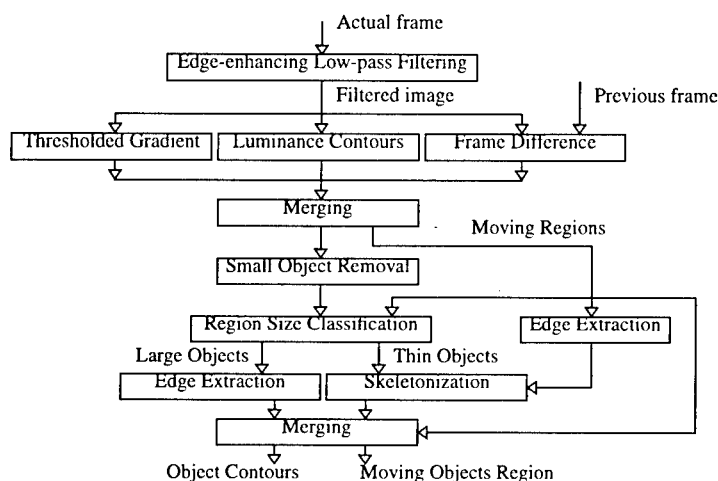 Actual frame
Edge-enhancing Low-pass Filtering
Filtered image
Previous frame
Thresholded Gradient
Luminance Contours
Frame Difference
Merging
Moving Regions
Small Object Removal
Region Size Classification
Edge Extraction
Large Objects
Thin Objects
Edge Extraction
Skeletonization
Merging
Object Contours
Moving Objects Region